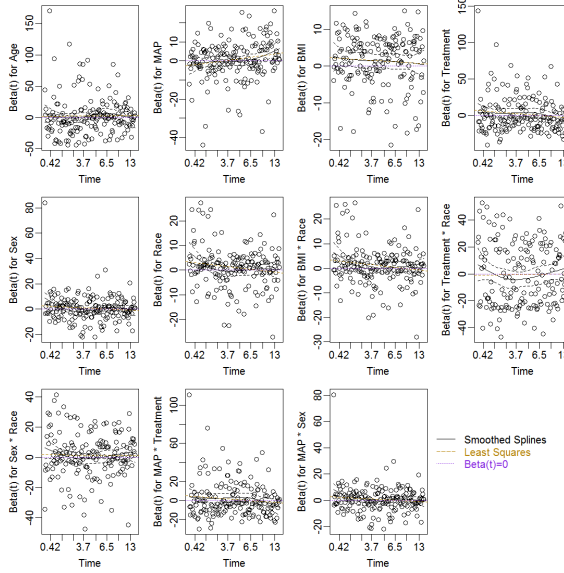 Beta(t) for Age
-50 0 50 100 150
0.42 3.7 6.5 13
Time
Beta(t) for MAP
-40 -20 0 20
0.42 3.7 6.5 13
Time
Beta(t) for BMI
-20 -10 0 10
0.42 3.7 6.5 13
Time
Beta(t) for Treatment
0 50 100 150
0.42 3.7 6.5 13
Time
Beta(t) for Sex
-20 0 20 40 60 80
0.42 3.7 6.5 13
Time
Beta(t) for Race
-20 -10 0 10 20
0.42 3.7 6.5 13
Time
Beta(t) for BMI * Race
-30 -20 -10 0 10 20
0.42 3.7 6.5 13
Time
Beta(t) for Treatment * Race
-40 -20 0 20 40
0.42 3.7 6.5 13
Time
Beta(t) for Sex * Race
-40 -20 0 20 40
0.42 3.7 6.5 13
Time
Beta(t) for MAP * Treatment
-20 0 20 40 60 80 100
0.42 3.7 6.5 13
Time
Beta(t) for MAP * Sex
-20 0 20 40 60 80
0.42 3.7 6.5 13
Time
Smoothed Splines
Least Squares
Beta(t)=0